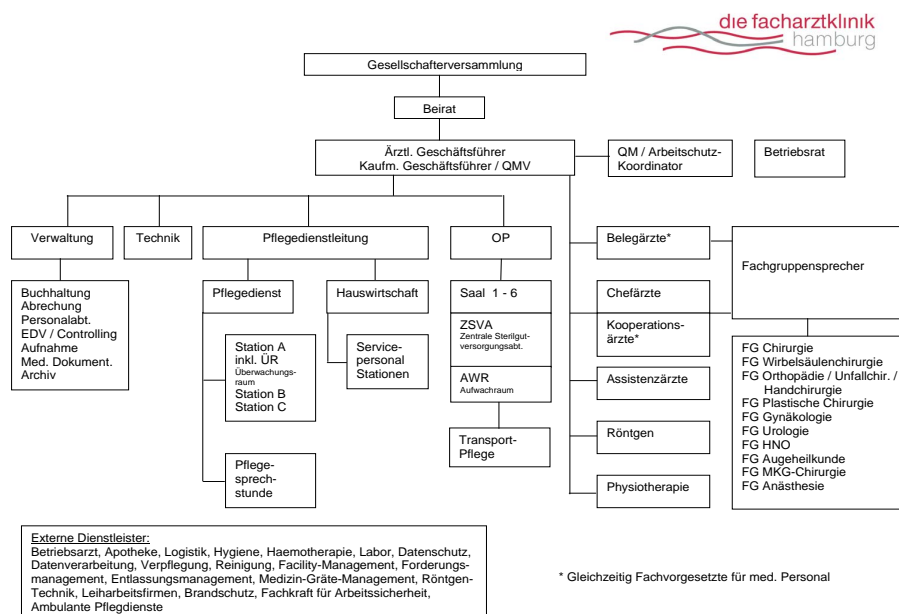 die facharztklinik
hamburg
Gesellschafterversammlung
Beirat
Ärztl. Geschäftsführer
Kaufm. Geschäftsführer / QMV
QM / Arbeitschutz-
Koordinator
Betriebsrat
Verwaltung
Technik
Pflegedienstleitung
OP
Belegärzte*
Fachgruppensprecher
Buchhaltung
Abrechung
Personalabt.
EDV / Controlling
Aufnahme
Med. Dokument.
Archiv
Pflegedienst
Hauswirtschaft
Saal 1 - 6
ZSVA
Zentrale Sterilgut
versorgungsabt.
AWR
Aufwachraum
Chefärzte
Kooperations-
ärzte*
Station A
inkl. ÜR
Überwachungs-
raum
Station B
Station C
Service-
personal
Stationen
Assistenzärzte
FG Chirurgie
FG Wirbelsäulenchirurgie
FG Orthopädie / Unfallchir. /
Handchirurgie
FG Plastische Chirurgie
FG Gynäkologie
FG Urologie
FG HNO
FG Augeheilkunde
FG MKG-Chirurgie
FG Anästhesie
Transport-
Pflege
Röntgen
Pflege-
sprech-
stunde
Physiotherapie
Externe Dienstleister:
Betriebsarzt, Apotheke, Logistik, Hygiene, Haemotherapie, Labor, Datenschutz,
Datenverarbeitung, Verpflegung, Reinigung, Facility-Management, Forderungs-
management, Entlassungsmanagement, Medizin-Gräte-Management, Röntgen-
Technik, Leiharbeitsfirmen, Brandschutz, Fachkraft für Arbeitssicherheit,
Ambulante Pflegdienste
* Gleichzeitig Fachvorgesetzte für med. Personal